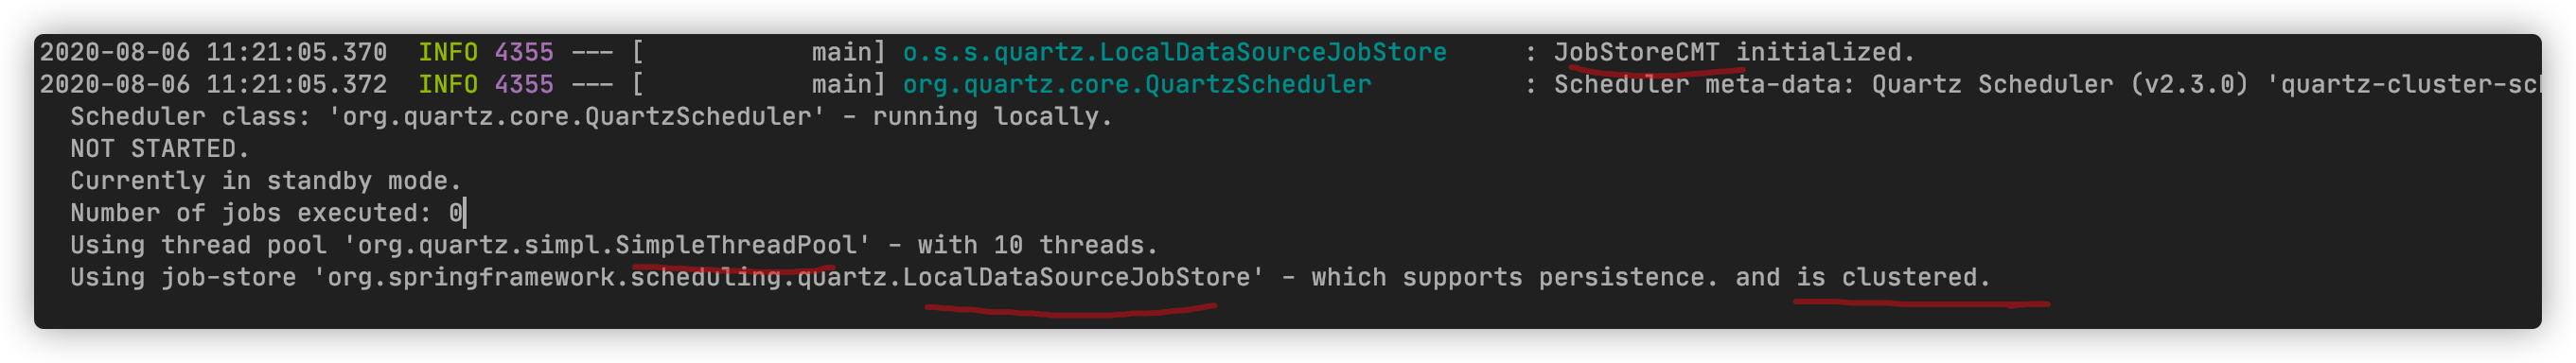 2020-08-06 11:21:05.370  INFO 4355 --- [           main] o.s.s.quartz.LocalDataSourceJobStore     : JobStoreCMT initialized.
2020-08-06 11:21:05.372  INFO 4355 --- [           main] org.quartz.core.QuartzScheduler          : Scheduler meta-data: Quartz Scheduler (v2.3.0) 'quartz-cluster-sch
  Scheduler class: 'org.quartz.core.QuartzScheduler' - running locally.
  NOT STARTED.
  Currently in standby mode.
  Number of jobs executed: 0
  Using thread pool 'org.quartz.simpl.SimpleThreadPool' - with 10 threads.
  Using job-store 'org.springframework.scheduling.quartz.LocalDataSourceJobStore' - which supports persistence. and is clustered.